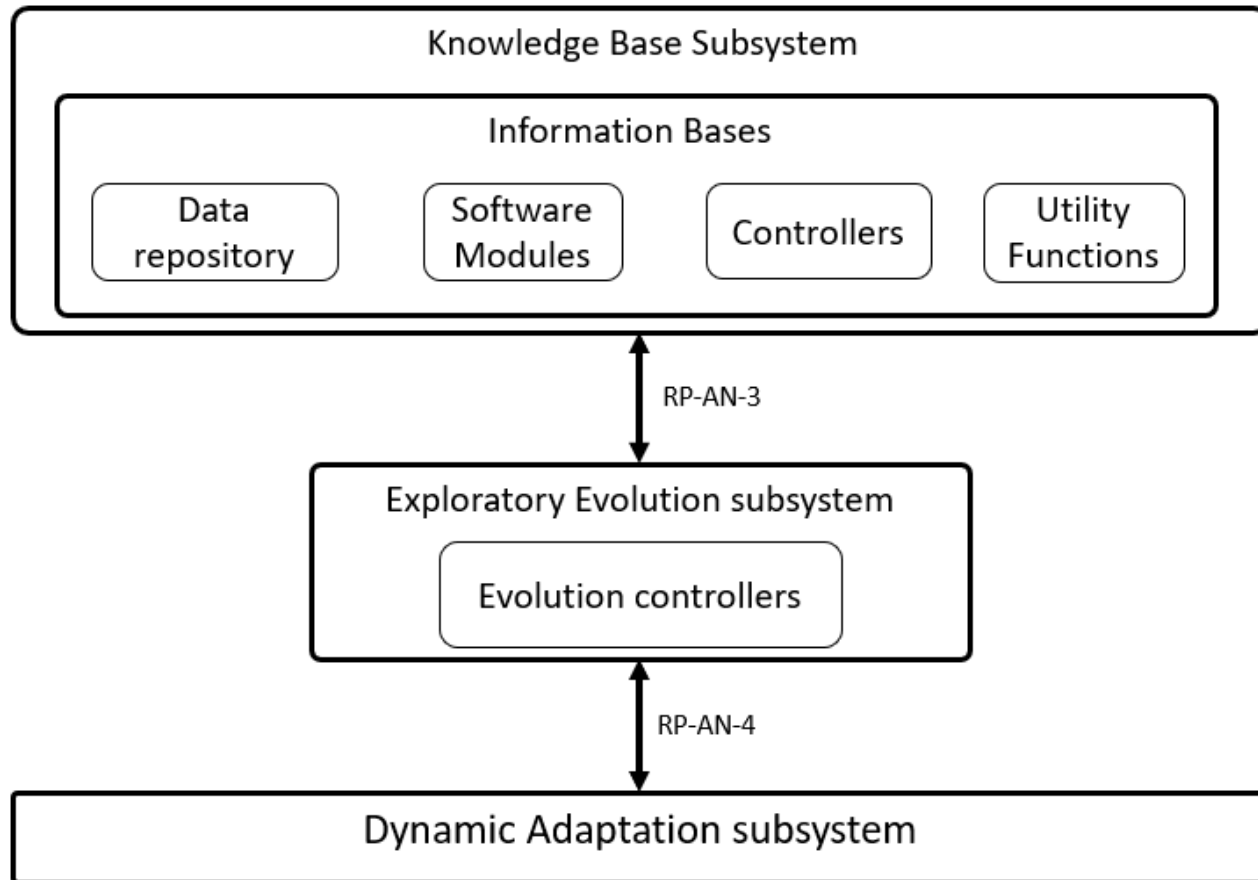 Knowledge Base Subsystem
Information Bases
Data
repository
Software
Modules
Controllers
Utility
Functions
RP-AN-3
Exploratory Evolution subsystem
Evolution controllers
RP-AN-4
Dynamic Adaptation subsystem